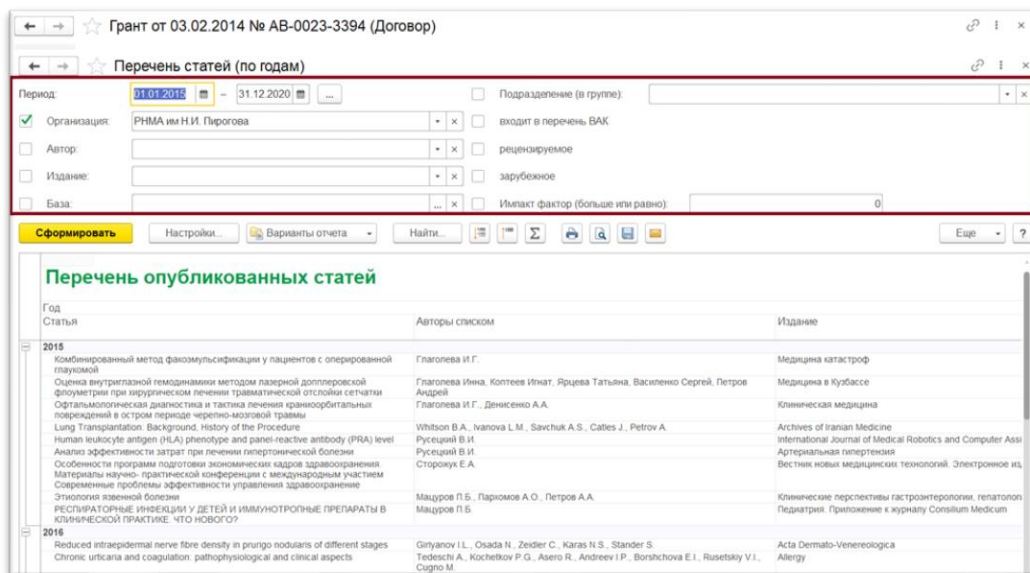 Грант от 03.02.2014 № АВ-0023-3394 (Договор)
Перечень статей (по годам)
Период: 01.01.2015 – 31.12.2020 ... Подразделение (в группе):
Организация: РНМА им Н.И. Пирогова входит в перечень ВАК
Автор: рецензируемое
Издание: зарубежное
База: ... Импакт фактор (больше или равно): 0
Сформировать Настройки... Варианты отчета Найти... Σ Еще ?
Перечень опубликованных статей
Год
Статья Авторы списком Издание
2015
Комбинированный метод факоэмульсификации у пациентов с оперированной Глаголева И.Г. Медицина катастроф
глаукомой
Оценка внутриглазной гемодинамики методом лазерной допплеровской Глаголева Инна, Коптеев Игнат, Ярцева Татьяна, Василенко Сергей, Петров Медицина в Кузбассе
флоуметрии при хирургическом лечении травматической отслойки сетчатки Андрей
Офтальмологическая диагностика и тактика лечения краниоорбитальных Глаголева И.Г., Денисенко А.А. Клиническая медицина
повреждений в остром периоде черепно-мозговой травмы
Lung Transplantation: Background, History of the Procedure Whitson B.A., Ivanova L.M., Savchuk A.S., Catles J., Petrov A. Archives of Iranian Medicine
Human leukocyte antigen (HLA) phenotype and panel-reactive antibody (PRA) level Русецкий В.И. International Journal of Medical Robotics and Computer Assi
Анализ эффективности затрат при лечении гипертонической болезни Русецкий В.И. Артериальная гипертензия
Особенности программ подготовки экономических кадров здравоохранения. Сторожук Е.А. Вестник новых медицинских технологий. Электронное из
Материалы научно- практической конференции с международным участием
Современные проблемы эффективности управления здравоохранение
Этиология язвенной болезни Мацуров П.Б., Пархомов А.О., Петров А.А. Клинические перспективы гастроэнтерологии, гепатолог
РЕСПИРАТОРНЫЕ ИНФЕКЦИИ У ДЕТЕЙ И ИММУНОТРОПНЫЕ ПРЕПАРАТЫ В Мацуров П.Б. Педиатрия. Приложение к журналу Consilium Medicum
КЛИНИЧЕСКОЙ ПРАКТИКЕ. ЧТО НОВОГО?
2016
Reduced intraepidermal nerve fibre density in prurigo nodularis of different stages Girlyanov I.L., Osada N., Zeidler C., Karas N.S., Stander S. Acta Dermato-Venereologica
Chronic urticaria and coagulation: pathophysiological and clinical aspects Tedeschi A., Kochetkov P.G., Asero R., Andreev I.P., Borshchova E.I., Rusetskiy V.I., Allergy
Cugno M.